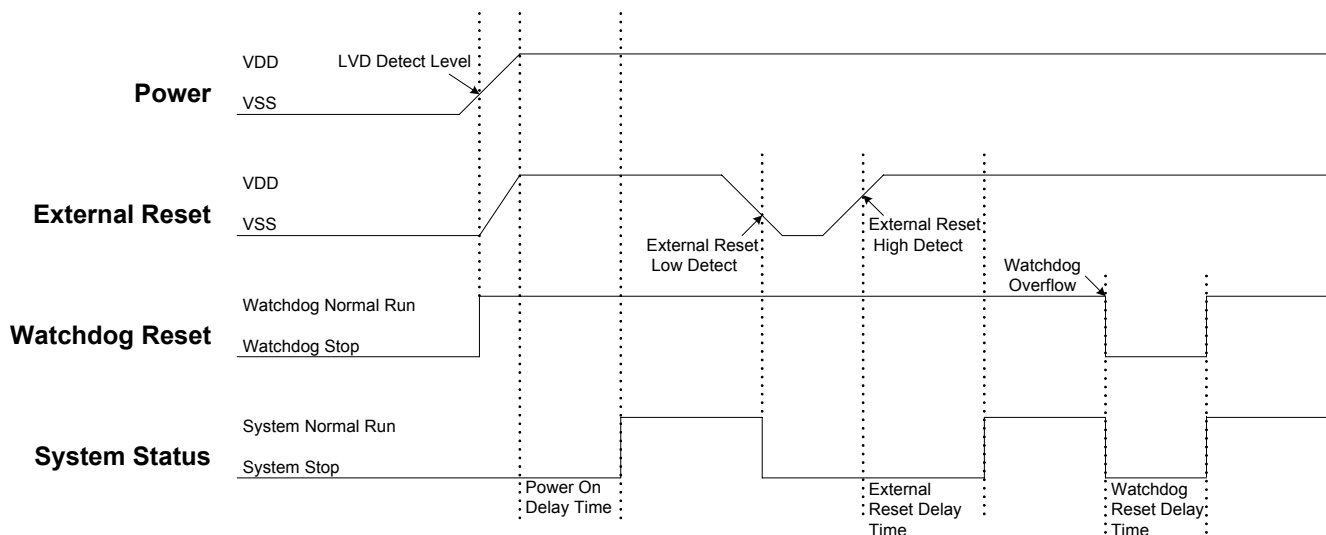 VDD
LVD Detect Level
Power
VSS
VDD
External Reset
VSS
External Reset
Low Detect
External Reset
High Detect
Watchdog
Overflow
Watchdog Normal Run
Watchdog Reset
Watchdog Stop
System Normal Run
System Status
System Stop
Power On
Delay Time
External
Reset Delay
Time
Watchdog
Reset Delay
Time